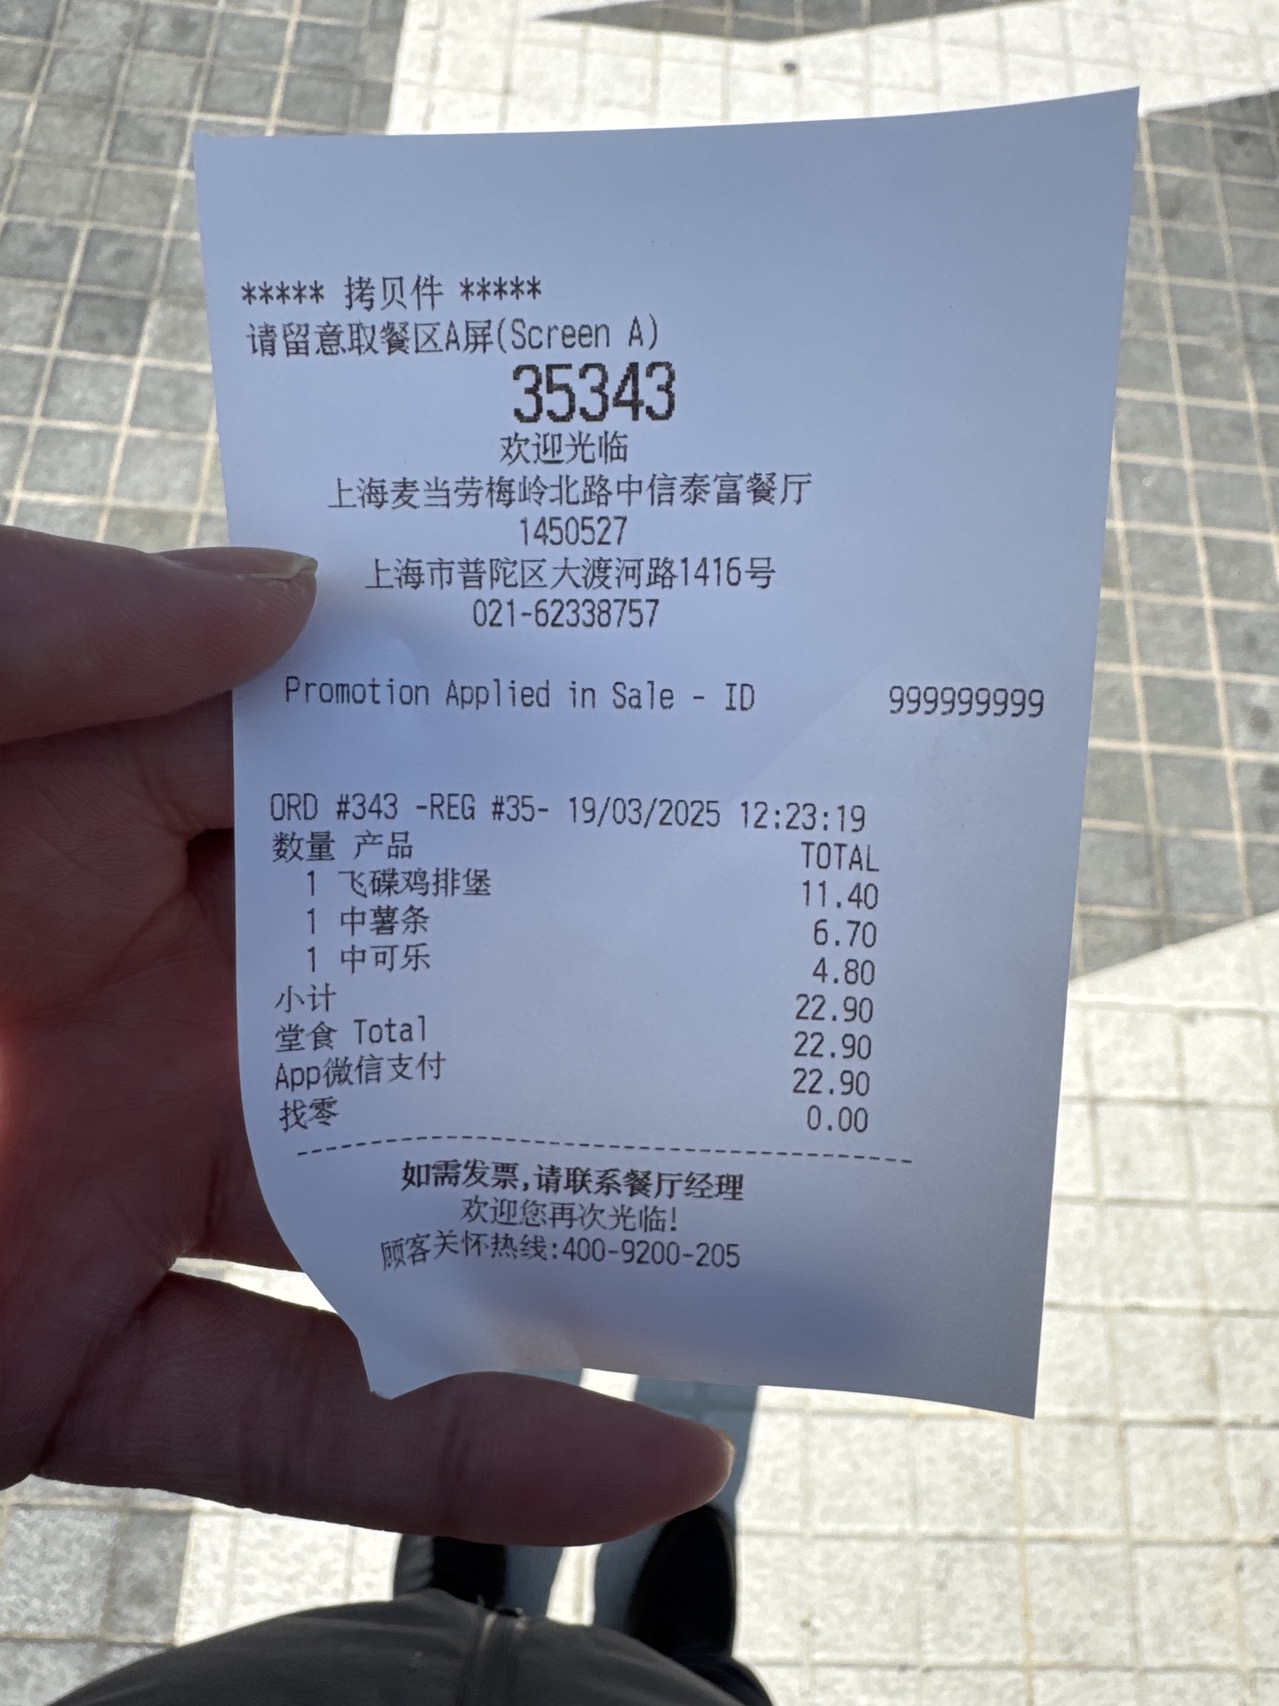 ***** 拷贝件 *****
请留意取餐区A屏(Screen A)
35343
欢迎光临
上海麦当劳梅岭北路中信泰富餐厅
1450527
上海市普陀区大渡河路1416号
021-62338757
Promotion Applied in Sale - ID 999999999
ORD #343 -REG #35- 19/03/2025 12:23:19
数量 产品 TOTAL
1 飞碟鸡排堡 11.40
1 中薯条 6.70
1 中可乐 4.80
小计 22.90
堂食 Total 22.90
App微信支付 22.90
找零 0.00
如需发票,请联系餐厅经理
欢迎您再次光临!
顾客关怀热线:400-9200-205